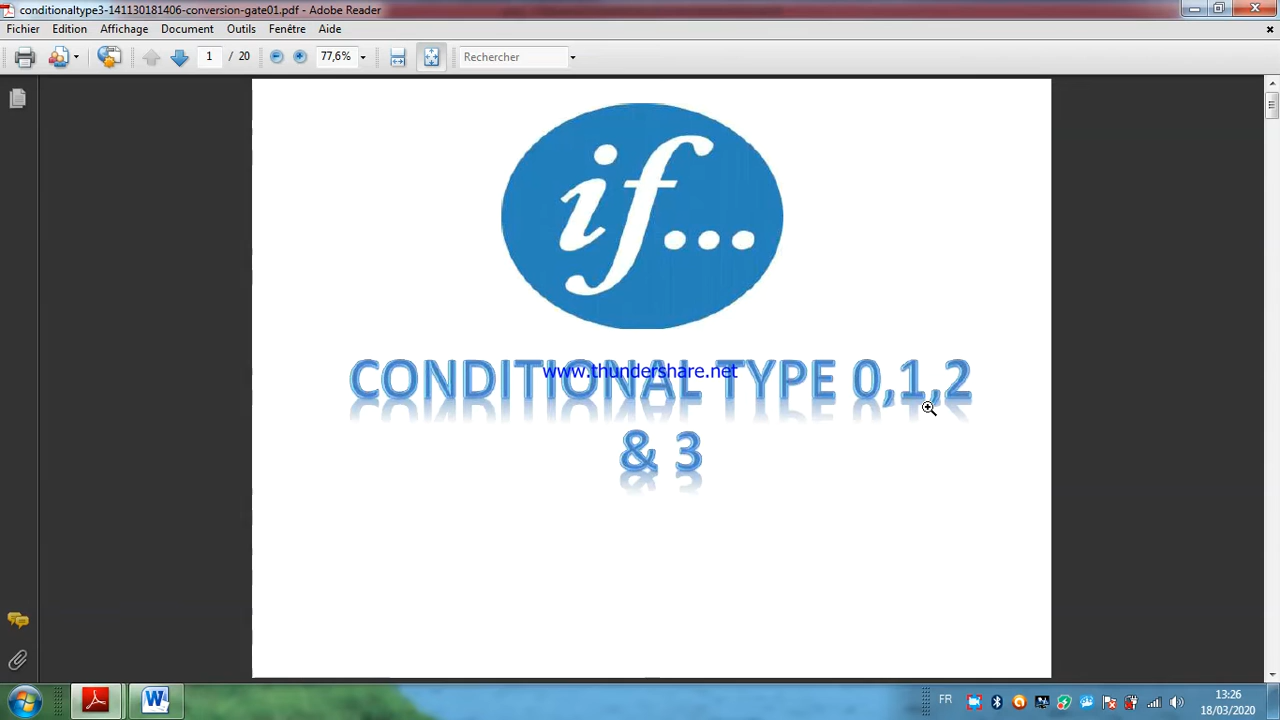 conditionaltype3-141130181406-conversion-gate01.pdf - Adobe Reader
Fichier Edition Affichage Document Outils Fenêtre Aide
1 / 20 77,6% Rechercher
if...
CONDITIONAL TYPE 0,1,2
www.thundershare.net
& 3
FR 13:26
18/03/2020